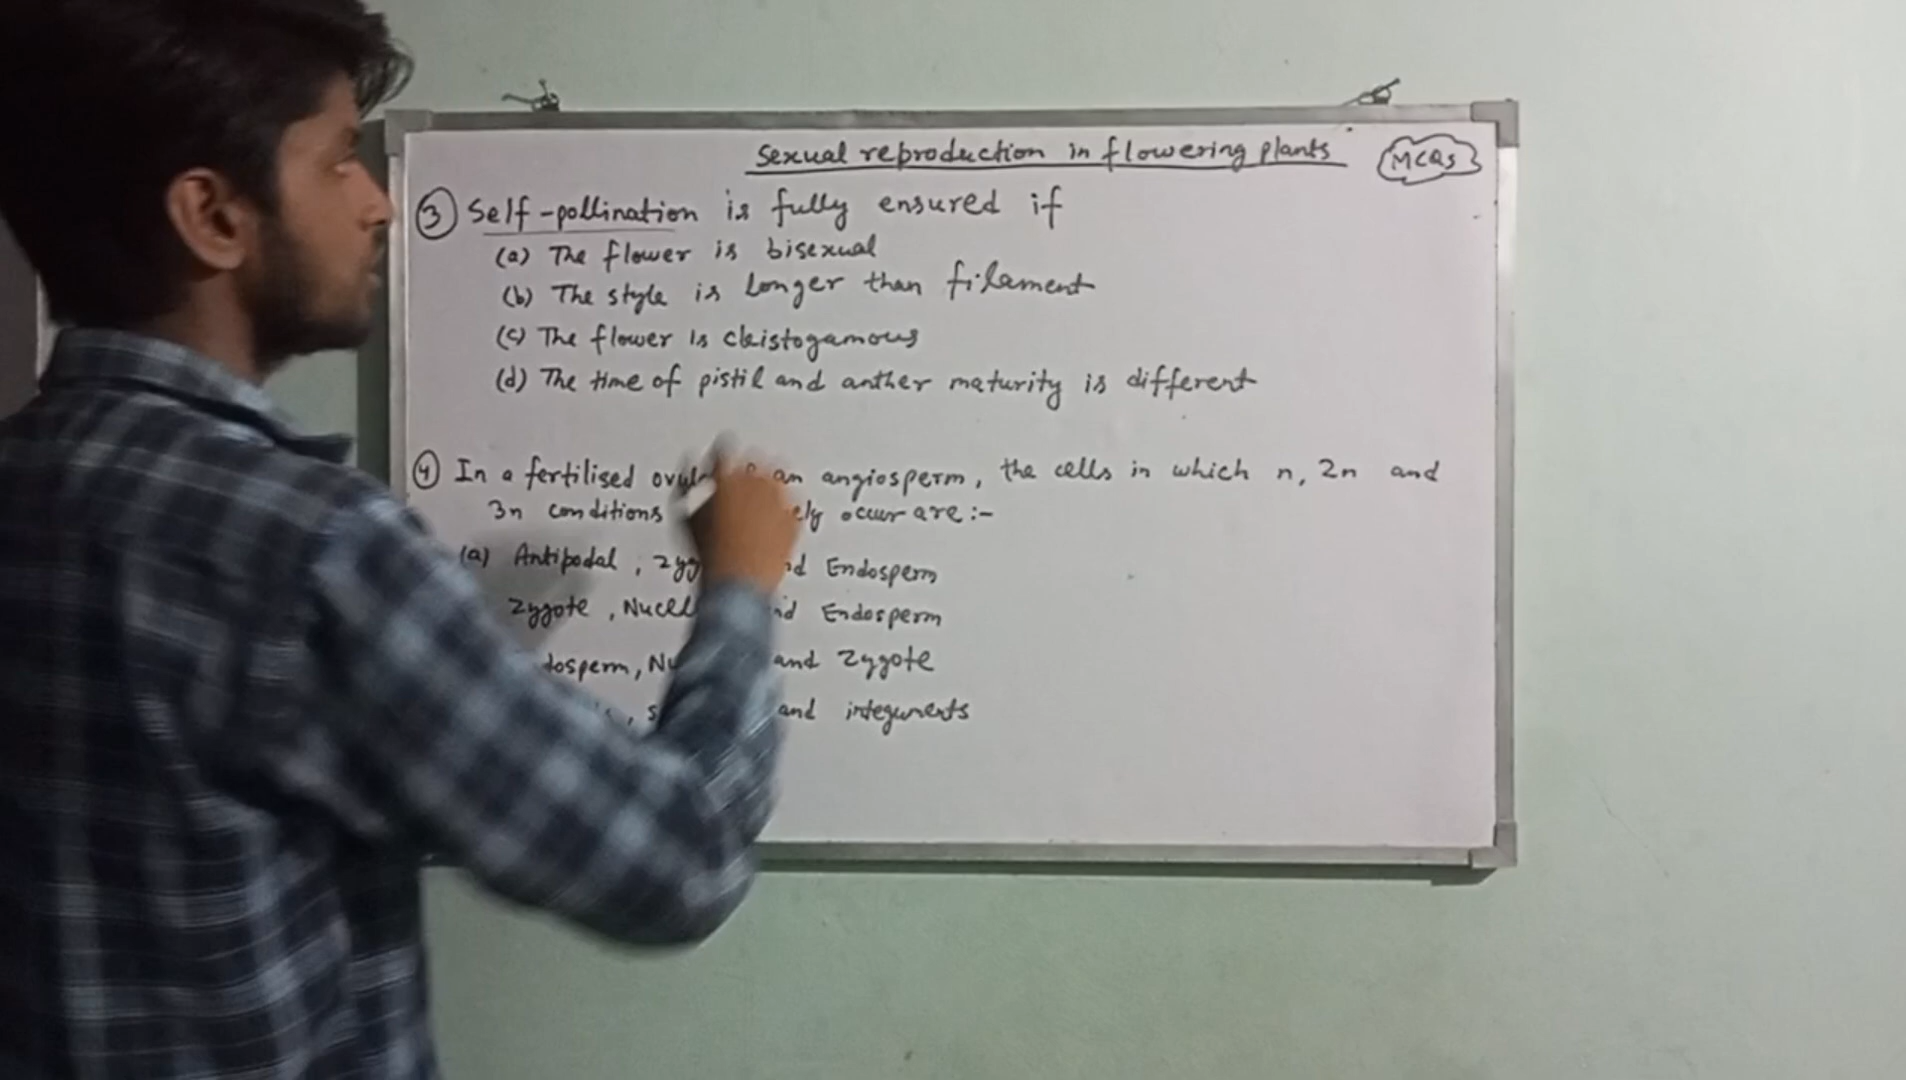 Sexual reproduction in flowering plants MCQs
3 Self-pollination is fully ensured if
(a) The flower is bisexual
(b) The style is longer than filament
(c) The flower is cleistogamous
(d) The time of pistil and anther maturity is different
4 In a fertilised an angiosperm, the cells in which n, 2n and
3n conditions occur are :-
(a) Antipodal, Endosperm
Zygote, Endosperm
and Zygote
and integuments